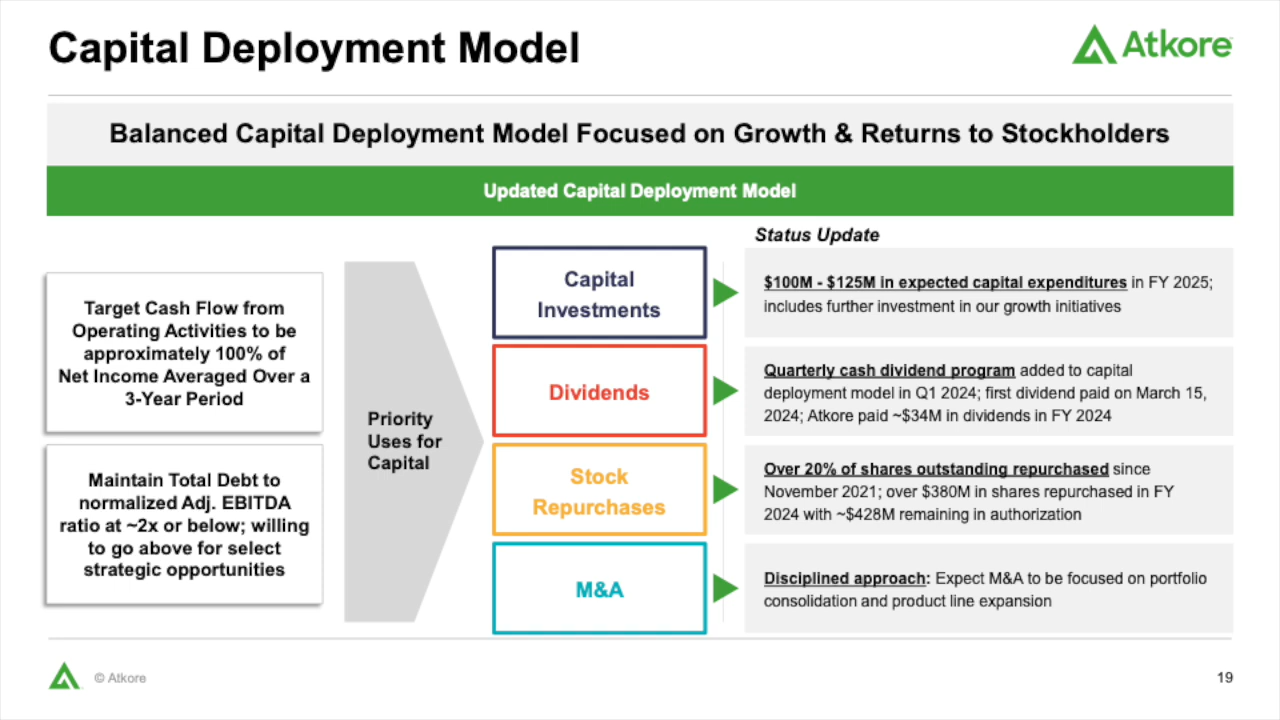 Capital Deployment Model
Atkore
Balanced Capital Deployment Model Focused on Growth & Returns to Stockholders
Updated Capital Deployment Model
Target Cash Flow from
Operating Activities to be
approximately 100% of
Net Income Averaged Over a
3-Year Period
Maintain Total Debt to
normalized Adj. EBITDA
ratio at ~2x or below; willing
to go above for select
strategic opportunities
Priority
Uses for
Capital
Status Update
Capital
Investments
$100M - $125M in expected capital expenditures in FY 2025;
includes further investment in our growth initiatives
Dividends
Quarterly cash dividend program added to capital
deployment model in Q1 2024; first dividend paid on March 15,
2024; Atkore paid ~$34M in dividends in FY 2024
Stock
Repurchases
Over 20% of shares outstanding repurchased since
November 2021; over $380M in shares repurchased in FY
2024 with ~$428M remaining in authorization
M&A
Disciplined approach: Expect M&A to be focused on portfolio
consolidation and product line expansion
© Atkore
19